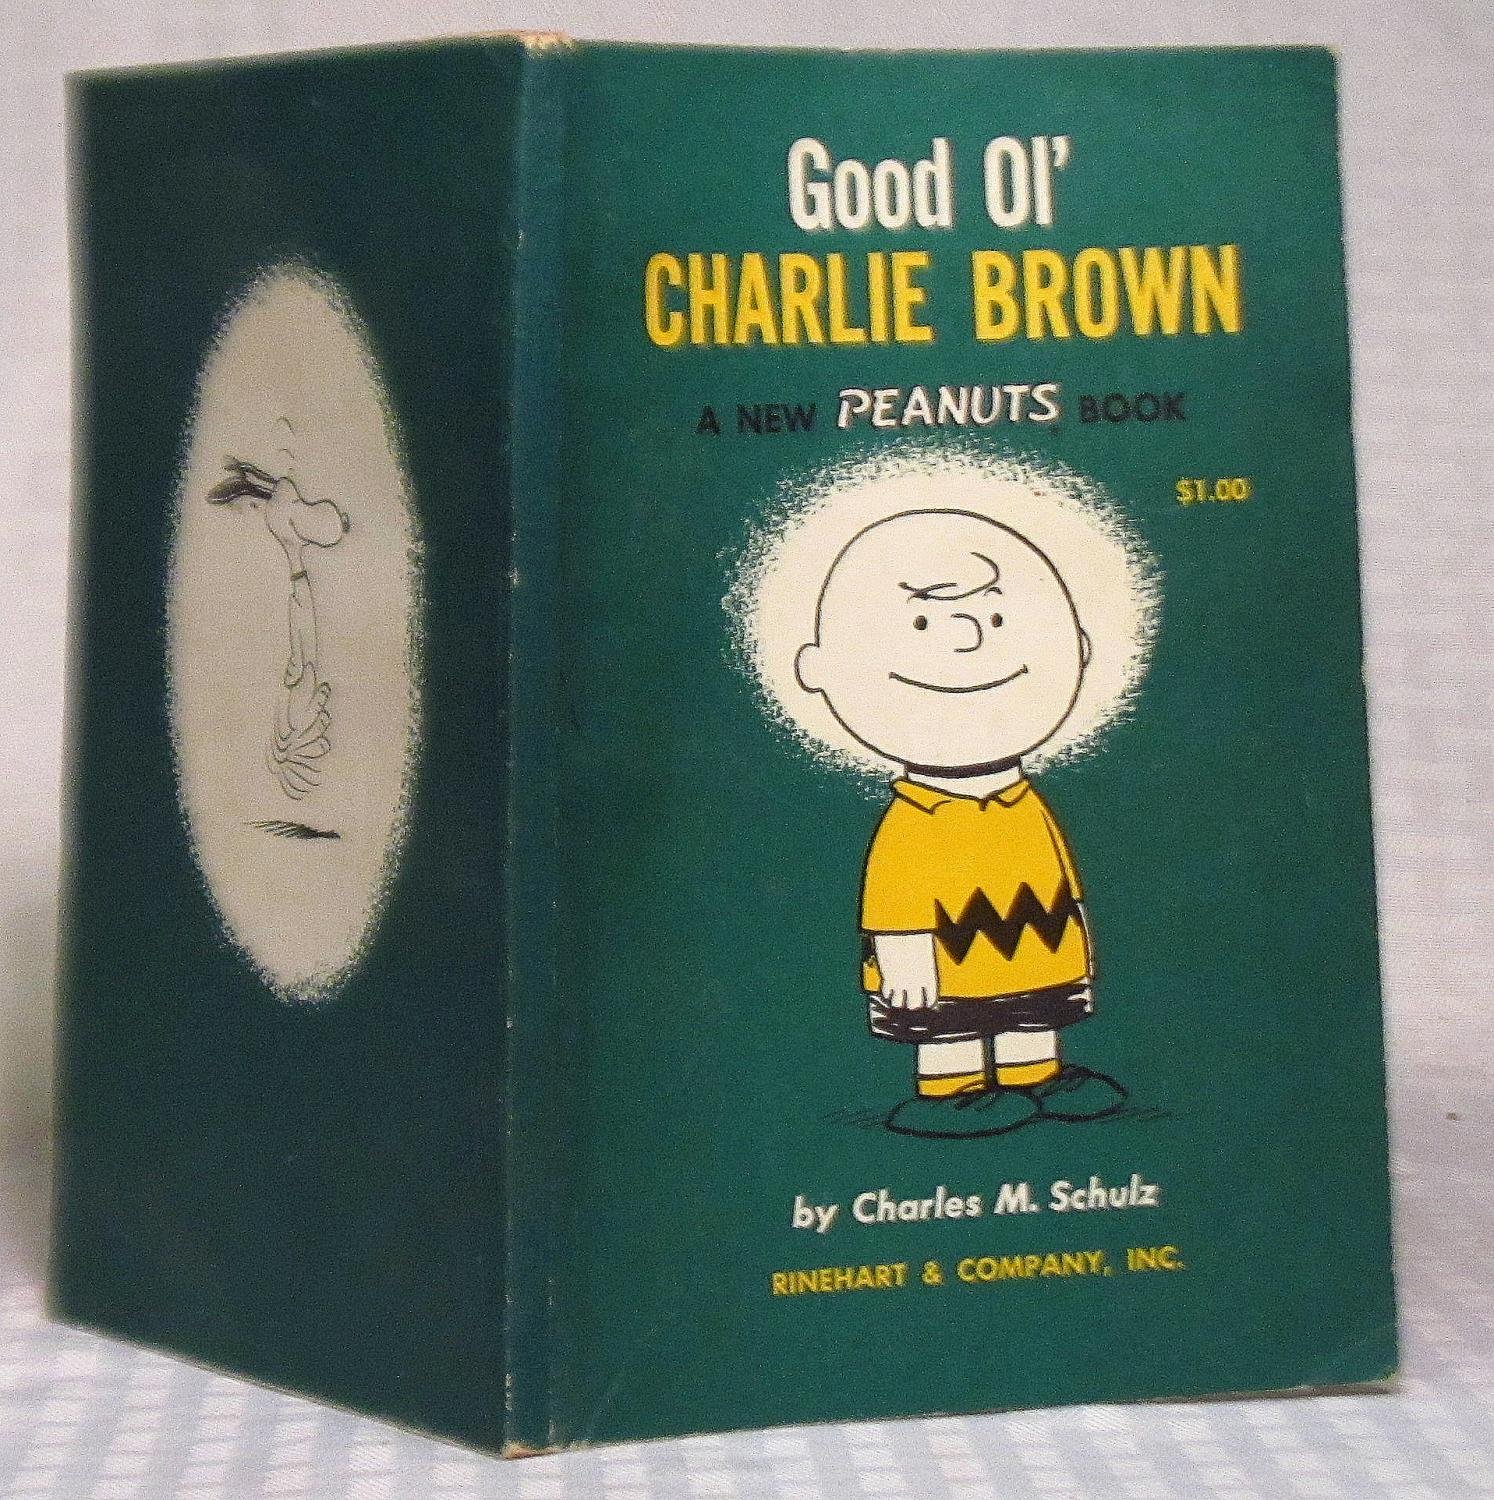 Good Ol'
CHARLIE BROWN
A NEW PEANUTS BOOK
$1.00
by Charles M. Schulz
RINEHART & COMPANY, INC.